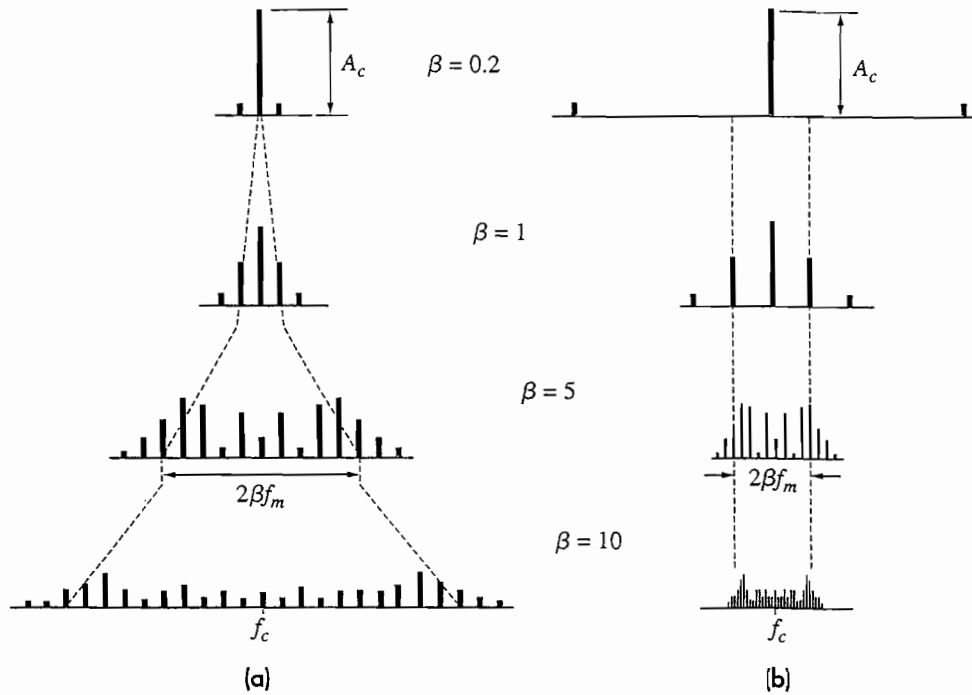 A_c
β = 0.2
A_c
β = 1
β = 5
2βf_m
2βf_m
β = 10
f_c
f_c
(a)
(b)